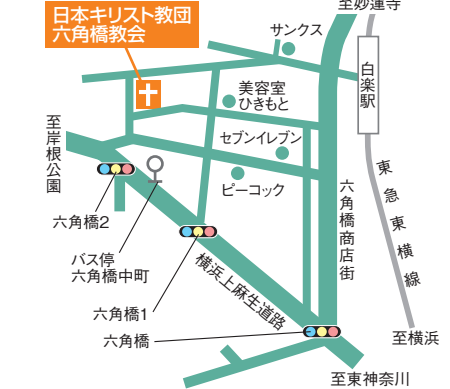 至妙蓮寺
日本キリスト教団
六角橋教会
サンクス
白楽駅
美容室
ひきもと
至岸根公園
セブンイレブン
東急東横線
ピーコック
六角橋商店街
六角橋2
バス停
六角橋中町
横浜上麻生道路
六角橋1
六角橋
至横浜
至東神奈川